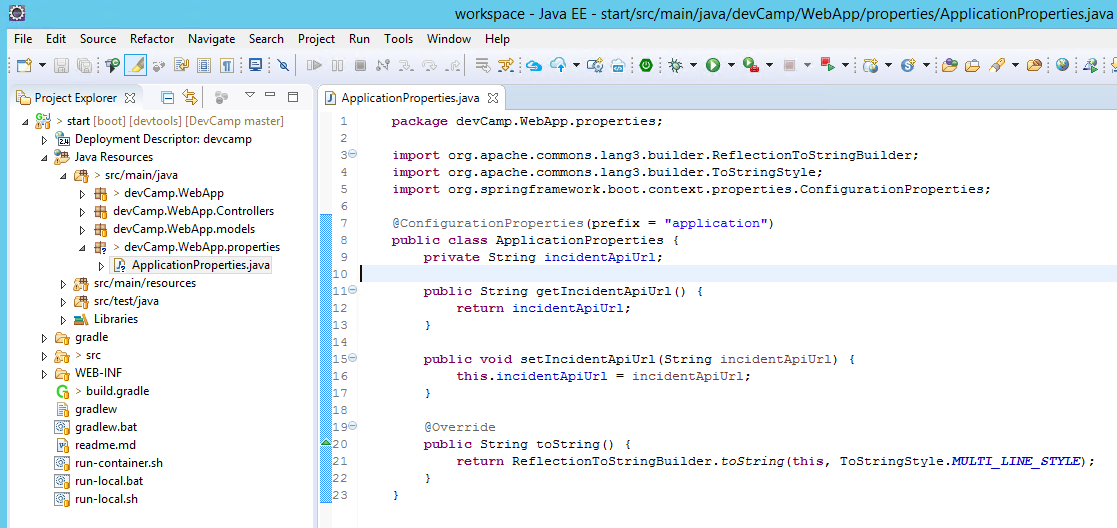 workspace - Java EE - start/src/main/java/devCamp/WebApp/properties/ApplicationProperties.java
File Edit Source Refactor Navigate Search Project Run Tools Window Help
Project Explorer
ApplicationProperties.java
> start [boot] [devtools] [DevCamp master]
Deployment Descriptor: devcamp
Java Resources
> src/main/java
> devCamp.WebApp
devCamp.WebApp.Controllers
devCamp.WebApp.models
> devCamp.WebApp.properties
ApplicationProperties.java
src/main/resources
src/test/java
Libraries
gradle
> src
WEB-INF
> build.gradle
gradlew
gradlew.bat
readme.md
run-container.sh
run-local.bat
run-local.sh
1 package devCamp.WebApp.properties;
2
3 import org.apache.commons.lang3.builder.ReflectionToStringBuilder;
4 import org.apache.commons.lang3.builder.ToStringStyle;
5 import org.springframework.boot.context.properties.ConfigurationProperties;
6
7 @ConfigurationProperties(prefix = "application")
8 public class ApplicationProperties {
9 private String incidentApiUrl;
10
11 public String getIncidentApiUrl() {
12 return incidentApiUrl;
13 }
14
15 public void setIncidentApiUrl(String incidentApiUrl) {
16 this.incidentApiUrl = incidentApiUrl;
17 }
18
19 @Override
20 public String toString() {
21 return ReflectionToStringBuilder.toString(this, ToStringStyle.MULTI_LINE_STYLE);
22 }
23 }